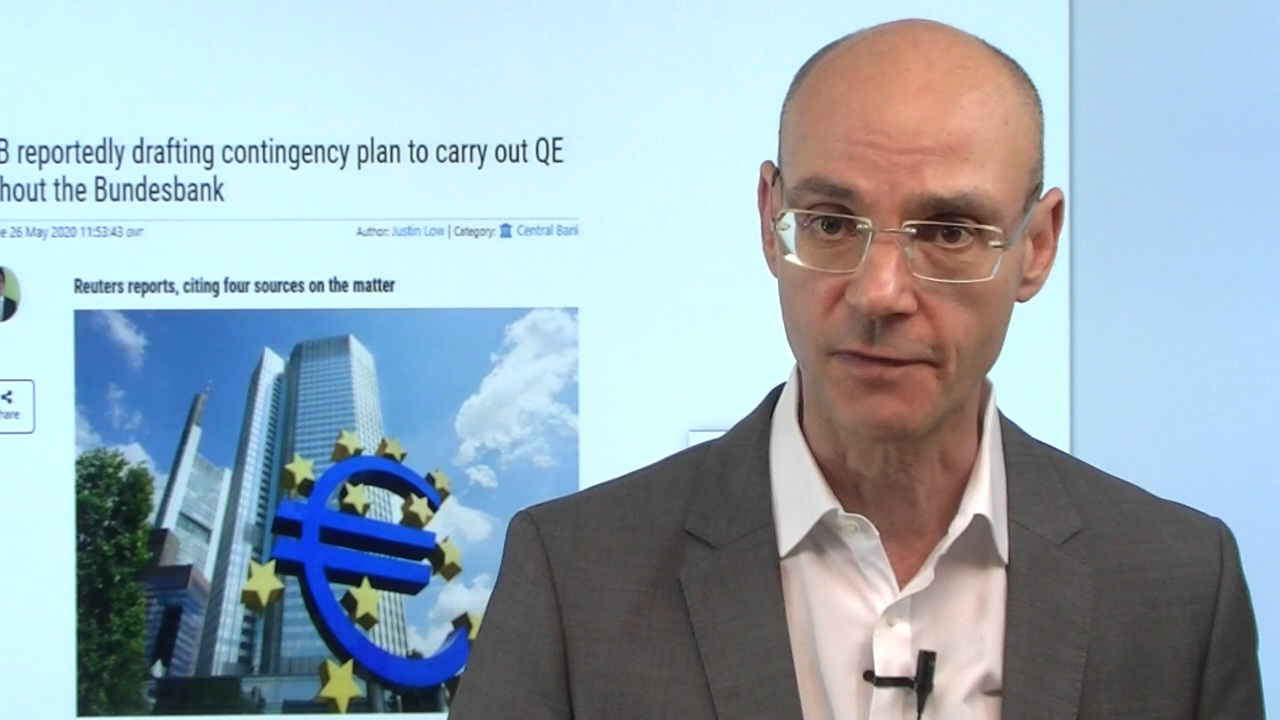 B reportedly drafting contingency plan to carry out QE
hout the Bundesbank
e 26 May 2020 11:53:43 GMT
Author: Justin Low | Category: Central Bank
Reuters reports, citing four sources on the matter
hare